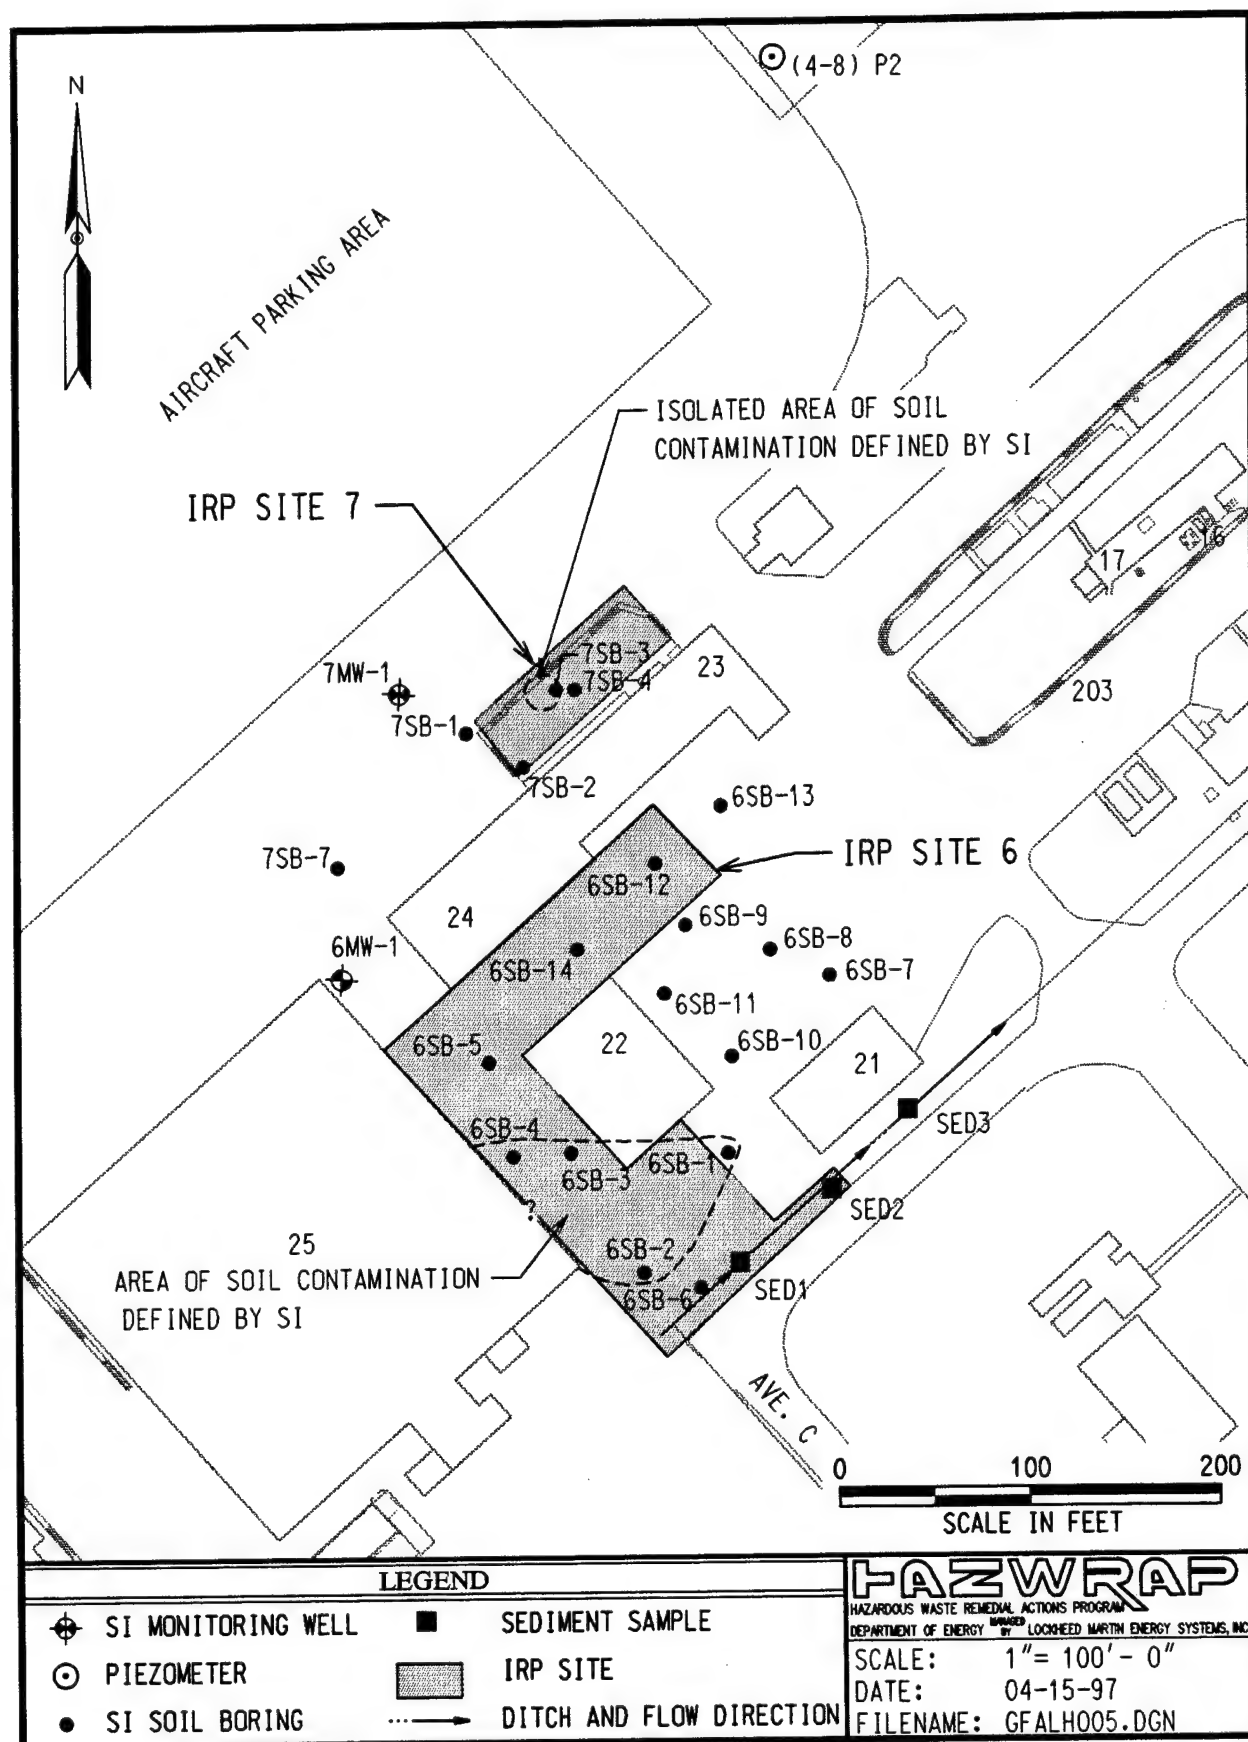 (4-8) P2
N
AIRCRAFT PARKING AREA
ISOLATED AREA OF SOIL
CONTAMINATION DEFINED BY SI
IRP SITE 7
16
17
7SB-3
7MW-1
7SB-4
23
203
7SB-1
7SB-2
6SB-13
7SB-7
IRP SITE 6
6SB-12
24
6SB-9
6MW-1
6SB-8
6SB-14
6SB-7
6SB-11
6SB-5
22
6SB-10
21
6SB-4
SED3
6SB-3
6SB-1
?
SED2
25
6SB-2
AREA OF SOIL CONTAMINATION
DEFINED BY SI
SED1
6SB-6
AVE. C
0 100 200
SCALE IN FEET
LEGEND
SI MONITORING WELL
SEDIMENT SAMPLE
PIEZOMETER
IRP SITE
SI SOIL BORING
DITCH AND FLOW DIRECTION
HAZWRAP
HAZARDOUS WASTE REMEDIAL ACTIONS PROGRAM
DEPARTMENT OF ENERGY MANAGED BY LOCKHEED MARTIN ENERGY SYSTEMS, INC
SCALE: 1"= 100'- 0"
DATE: 04-15-97
FILENAME: GFALH005.DGN